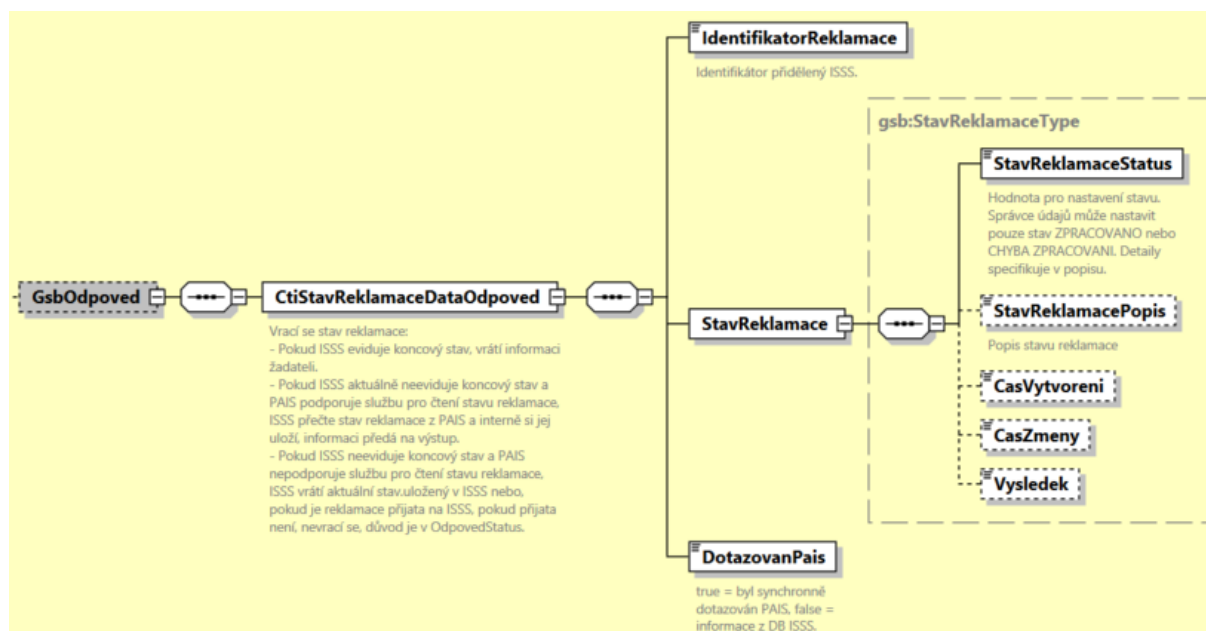 IdentifikatorReklamace
Identifikátor přidělený ISSS.
gsb:StavReklamaceType
StavReklamaceStatus
Hodnota pro nastavení stavu.
Správce údajů může nastavit
pouze stav ZPRACOVANO nebo
CHYBA ZPRACOVANI. Detaily
specifikuje v popisu.
GsbOdpoved
CtiStavReklamaceDataOdpoved
Vrací se stav reklamace:
- Pokud ISSS eviduje koncový stav, vrátí informaci
žadateli.
- Pokud ISSS aktuálně neeviduje koncový stav a
PAIS podporuje službu pro čtení stavu reklamace,
ISSS přečte stav reklamace z PAIS a interně si jej
uloží, informaci předá na výstup.
- Pokud ISSS neeviduje koncový stav a PAIS
nepodporuje službu pro čtení stavu reklamace,
ISSS vrátí aktuální stav.uložený v ISSS nebo,
pokud je reklamace přijata na ISSS, pokud přijata
není, nevrací se, důvod je v OdpovedStatus.
StavReklamace
StavReklamacePopis
Popis stavu reklamace
CasVytvoreni
CasZmeny
Vysledek
DotazovanPais
true = byl synchronně
dotazován PAIS, false =
informace z DB ISSS.